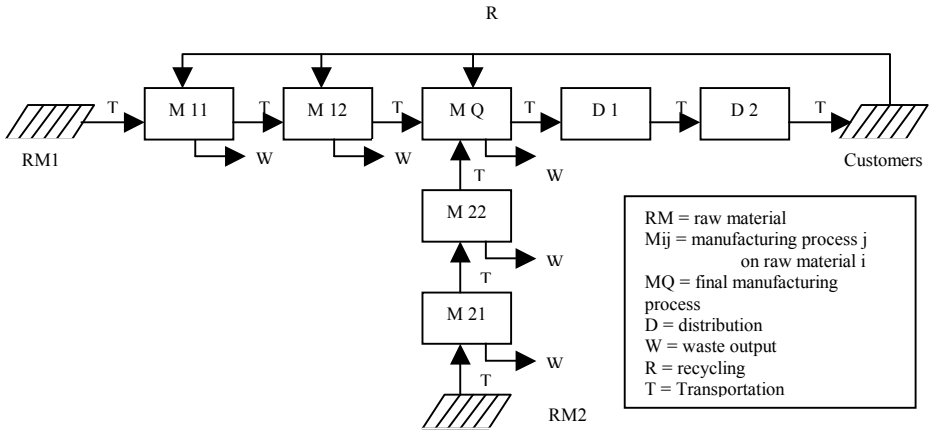 R
T M 11 T M 12 T M Q T D 1 T D 2 T
RM1 W W W Customers
T
M 22
W
T
M 21
W
T
RM2
RM = raw material
Mij = manufacturing process j
on raw material i
MQ = final manufacturing
process
D = distribution
W = waste output
R = recycling
T = Transportation